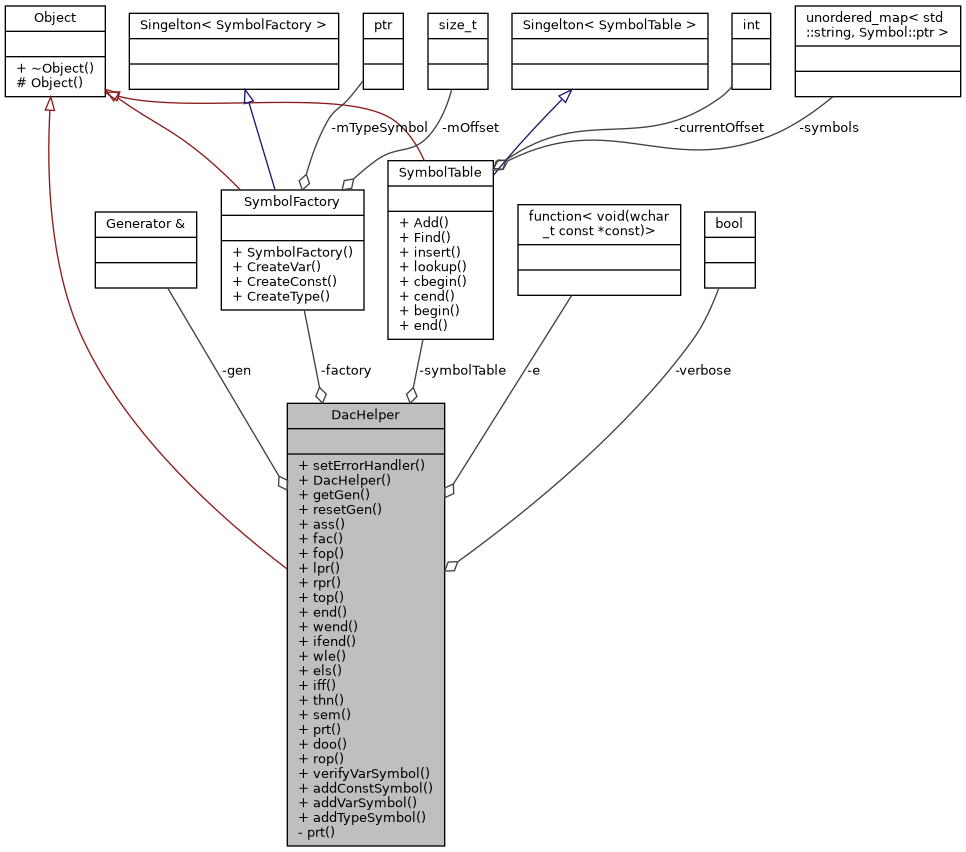 Object
+ ~Object()
# Object()
Singelton< SymbolFactory >
ptr
size_t
Singelton< SymbolTable >
int
unordered_map< std
::string, Symbol::ptr >
-mTypeSymbol
-mOffset
-currentOffset
-symbols
Generator &
SymbolFactory
+ SymbolFactory()
+ CreateVar()
+ CreateConst()
+ CreateType()
SymbolTable
+ Add()
+ Find()
+ insert()
+ lookup()
+ cbegin()
+ cend()
+ begin()
+ end()
function< void(wchar
_t const *const)>
bool
-gen
-factory
-symbolTable
-e
-verbose
DacHelper
+ setErrorHandler()
+ DacHelper()
+ getGen()
+ resetGen()
+ ass()
+ fac()
+ fop()
+ lpr()
+ rpr()
+ top()
+ end()
+ wend()
+ ifend()
+ wle()
+ els()
+ iff()
+ thn()
+ sem()
+ prt()
+ doo()
+ rop()
+ verifyVarSymbol()
+ addConstSymbol()
+ addVarSymbol()
+ addTypeSymbol()
- prt()